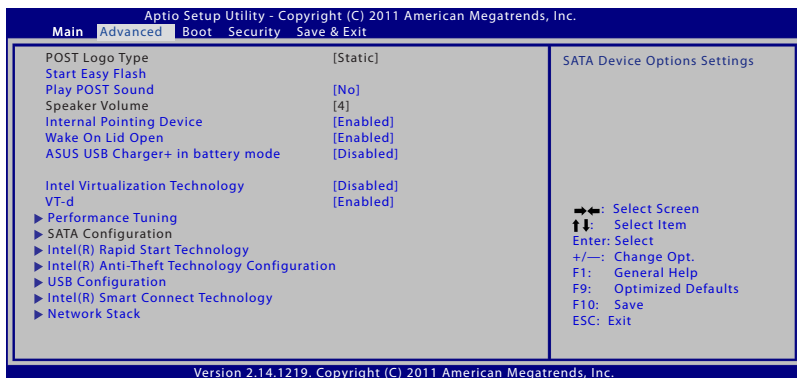 Aptio Setup Utility - Copyright (C) 2011 American Megatrends, Inc.
Main Advanced Boot Security Save & Exit
POST Logo Type [Static]
Start Easy Flash
Play POST Sound [No]
Speaker Volume [4]
Internal Pointing Device [Enabled]
Wake On Lid Open [Enabled]
ASUS USB Charger+ in battery mode [Disabled]
Intel Virtualization Technology [Disabled]
VT-d [Enabled]
Performance Tuning
SATA Configuration
Intel(R) Rapid Start Technology
Intel(R) Anti-Theft Technology Configuration
USB Configuration
Intel(R) Smart Connect Technology
Network Stack
SATA Device Options Settings
→←: Select Screen
↑↓: Select Item
Enter: Select
+/—: Change Opt.
F1: General Help
F9: Optimized Defaults
F10: Save
ESC: Exit
Version 2.14.1219. Copyright (C) 2011 American Megatrends, Inc.